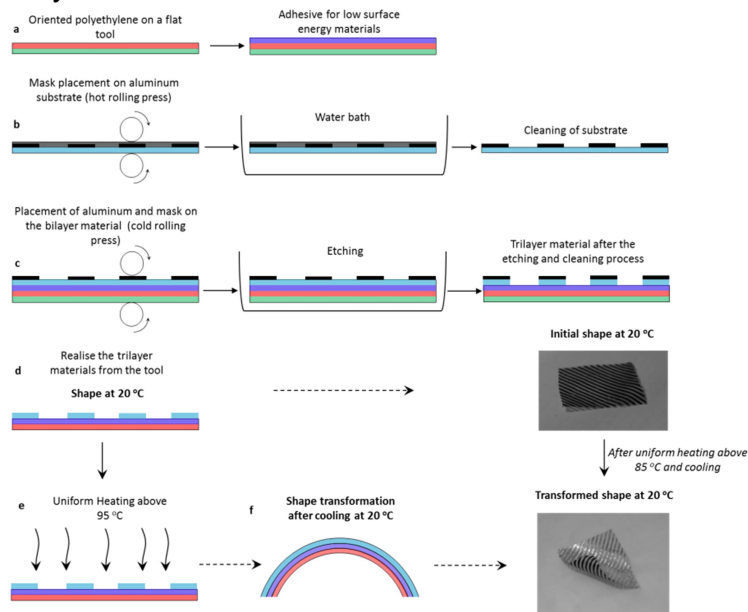 a
Oriented polyethylene on a flat
tool
Adhesive for low surface
energy materials
Mask placement on aluminum
substrate (hot rolling press)
b
Water bath
Cleaning of substrate
Placement of aluminum and mask on
the bilayer material (cold rolling
press)
c
Etching
Trilayer material after the
etching and cleaning process
d
Realise the trilayer
materials from the tool
Shape at 20 °C
Initial shape at 20 °C
After uniform heating above
85 °C and cooling
e
Uniform Heating above
95 °C
f
Shape transformation
after cooling at 20 °C
Transformed shape at 20 °C